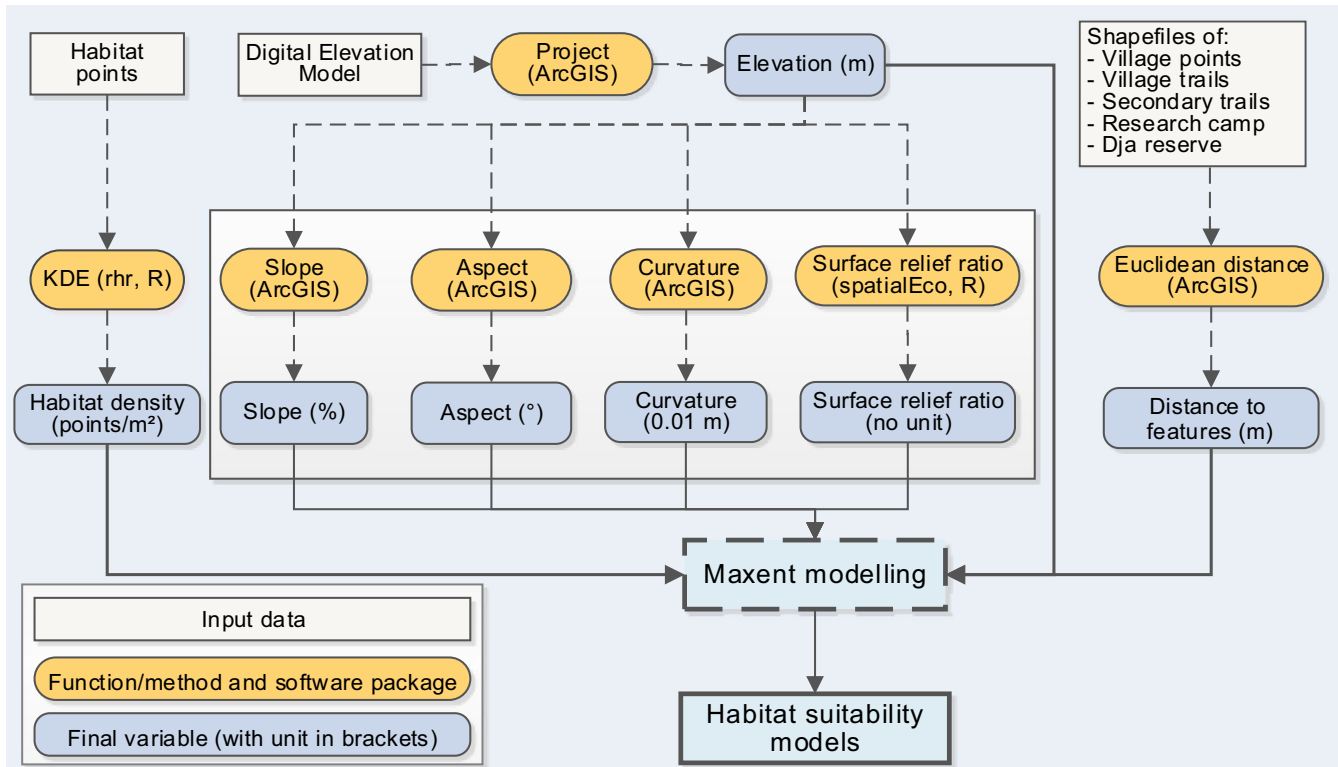 Habitat
points
Digital Elevation
Model
Project
(ArcGIS)
Elevation (m)
Shapefiles of:
- Village points
- Village trails
- Secondary trails
- Research camp
- Dja reserve
KDE (rhr, R)
Slope
(ArcGIS)
Aspect
(ArcGIS)
Curvature
(ArcGIS)
Surface relief ratio
(spatialEco, R)
Euclidean distance
(ArcGIS)
Habitat density
(points/m²)
Slope (%)
Aspect (°)
Curvature
(0.01 m)
Surface relief ratio
(no unit)
Distance to
features (m)
Maxent modelling
Input data
Function/method and software package
Final variable (with unit in brackets)
Habitat suitability
models